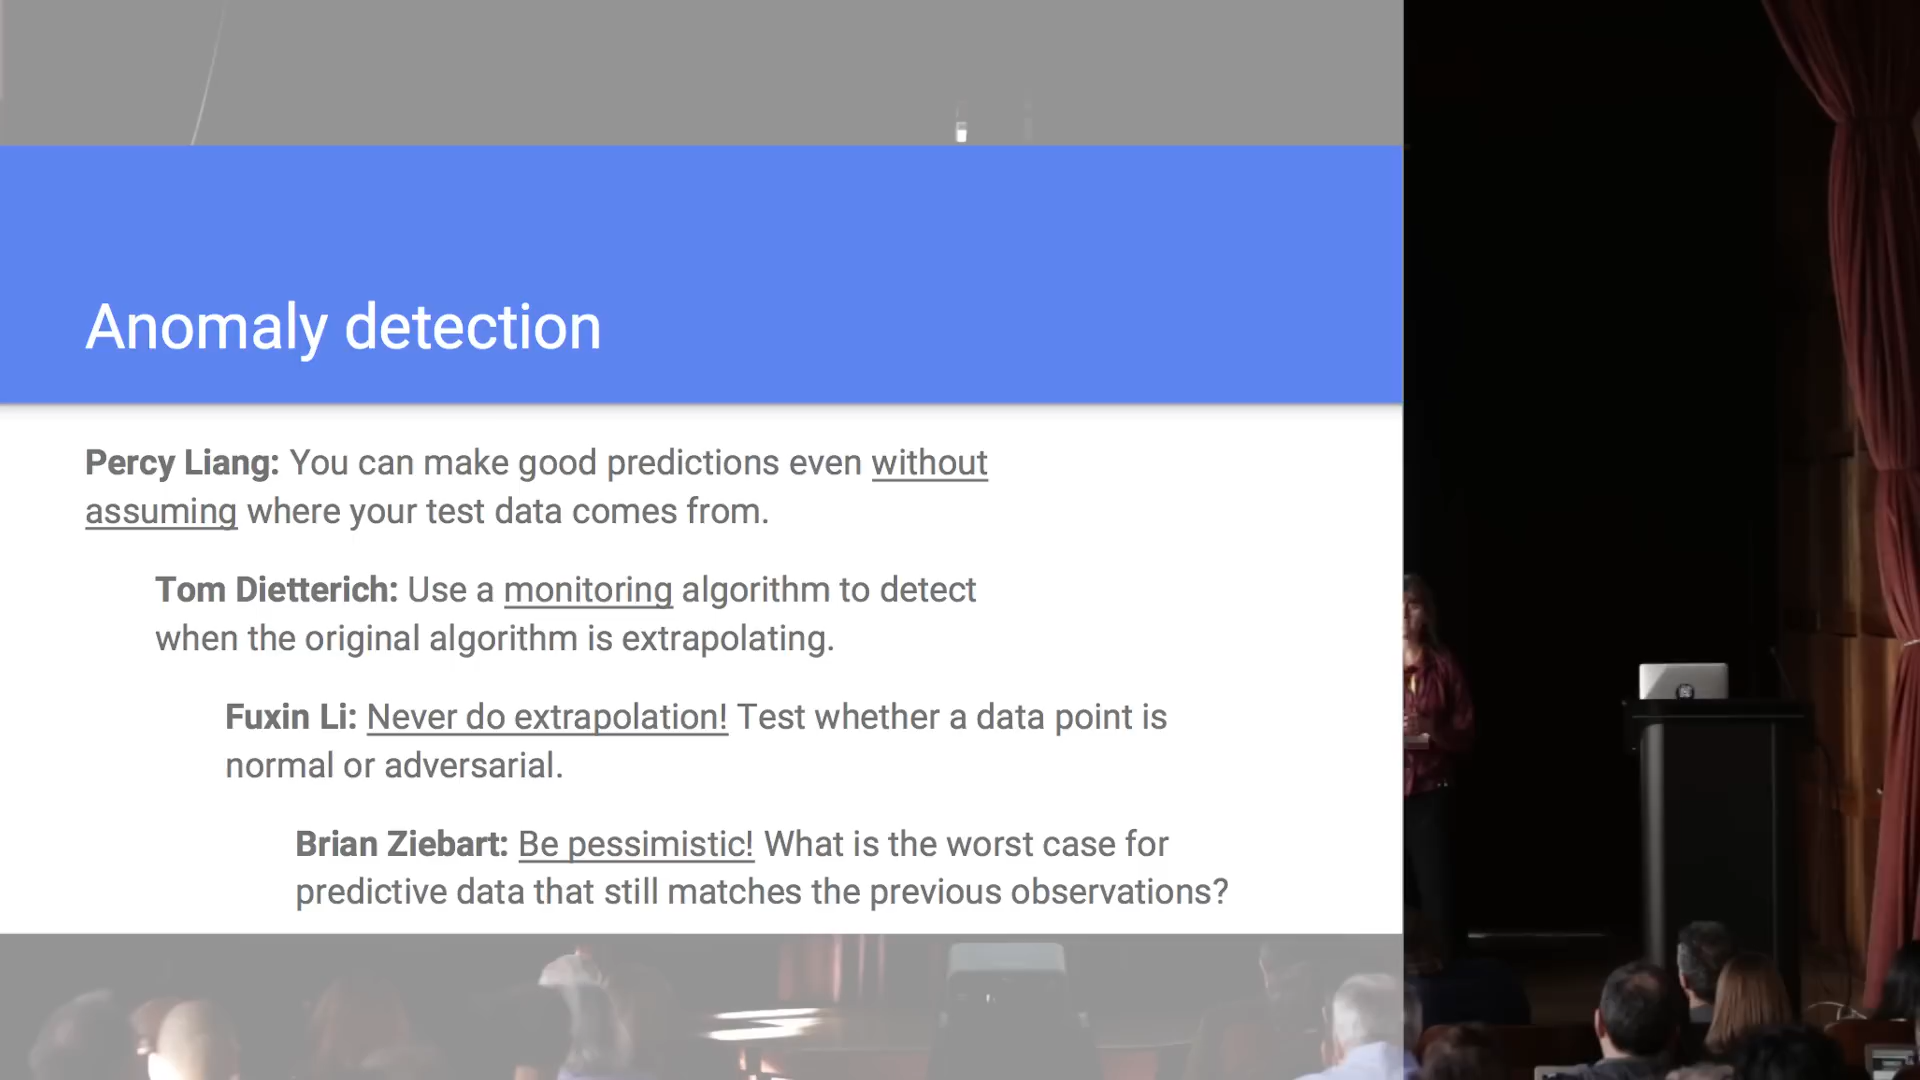 Anomaly detection
Percy Liang: You can make good predictions even without
assuming where your test data comes from.
Tom Dietterich: Use a monitoring algorithm to detect
when the original algorithm is extrapolating.
Fuxin Li: Never do extrapolation! Test whether a data point is
normal or adversarial.
Brian Ziebart: Be pessimistic! What is the worst case for
predictive data that still matches the previous observations?